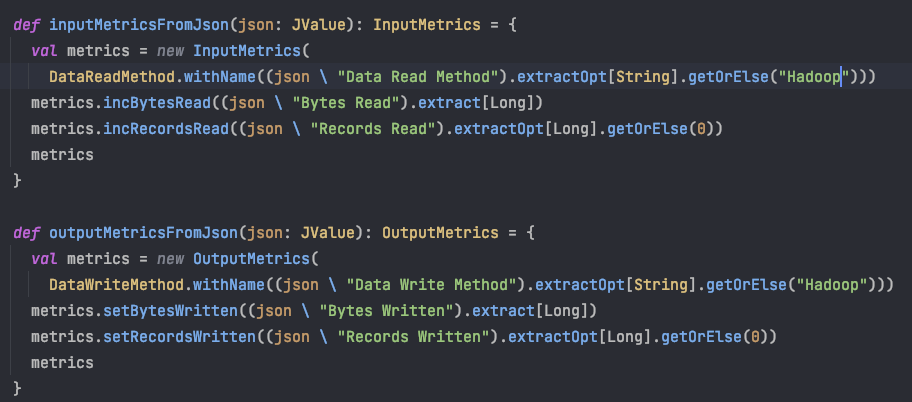 def inputMetricsFromJson(json: JValue): InputMetrics = {
  val metrics = new InputMetrics(
    DataReadMethod.withName((json \ "Data Read Method").extractOpt[String].getOrElse("Hadoop")))
  metrics.incBytesRead((json \ "Bytes Read").extract[Long])
  metrics.incRecordsRead((json \ "Records Read").extractOpt[Long].getOrElse(0))
  metrics
}

def outputMetricsFromJson(json: JValue): OutputMetrics = {
  val metrics = new OutputMetrics(
    DataWriteMethod.withName((json \ "Data Write Method").extractOpt[String].getOrElse("Hadoop")))
  metrics.setBytesWritten((json \ "Bytes Written").extract[Long])
  metrics.setRecordsWritten((json \ "Records Written").extractOpt[Long].getOrElse(0))
  metrics
}